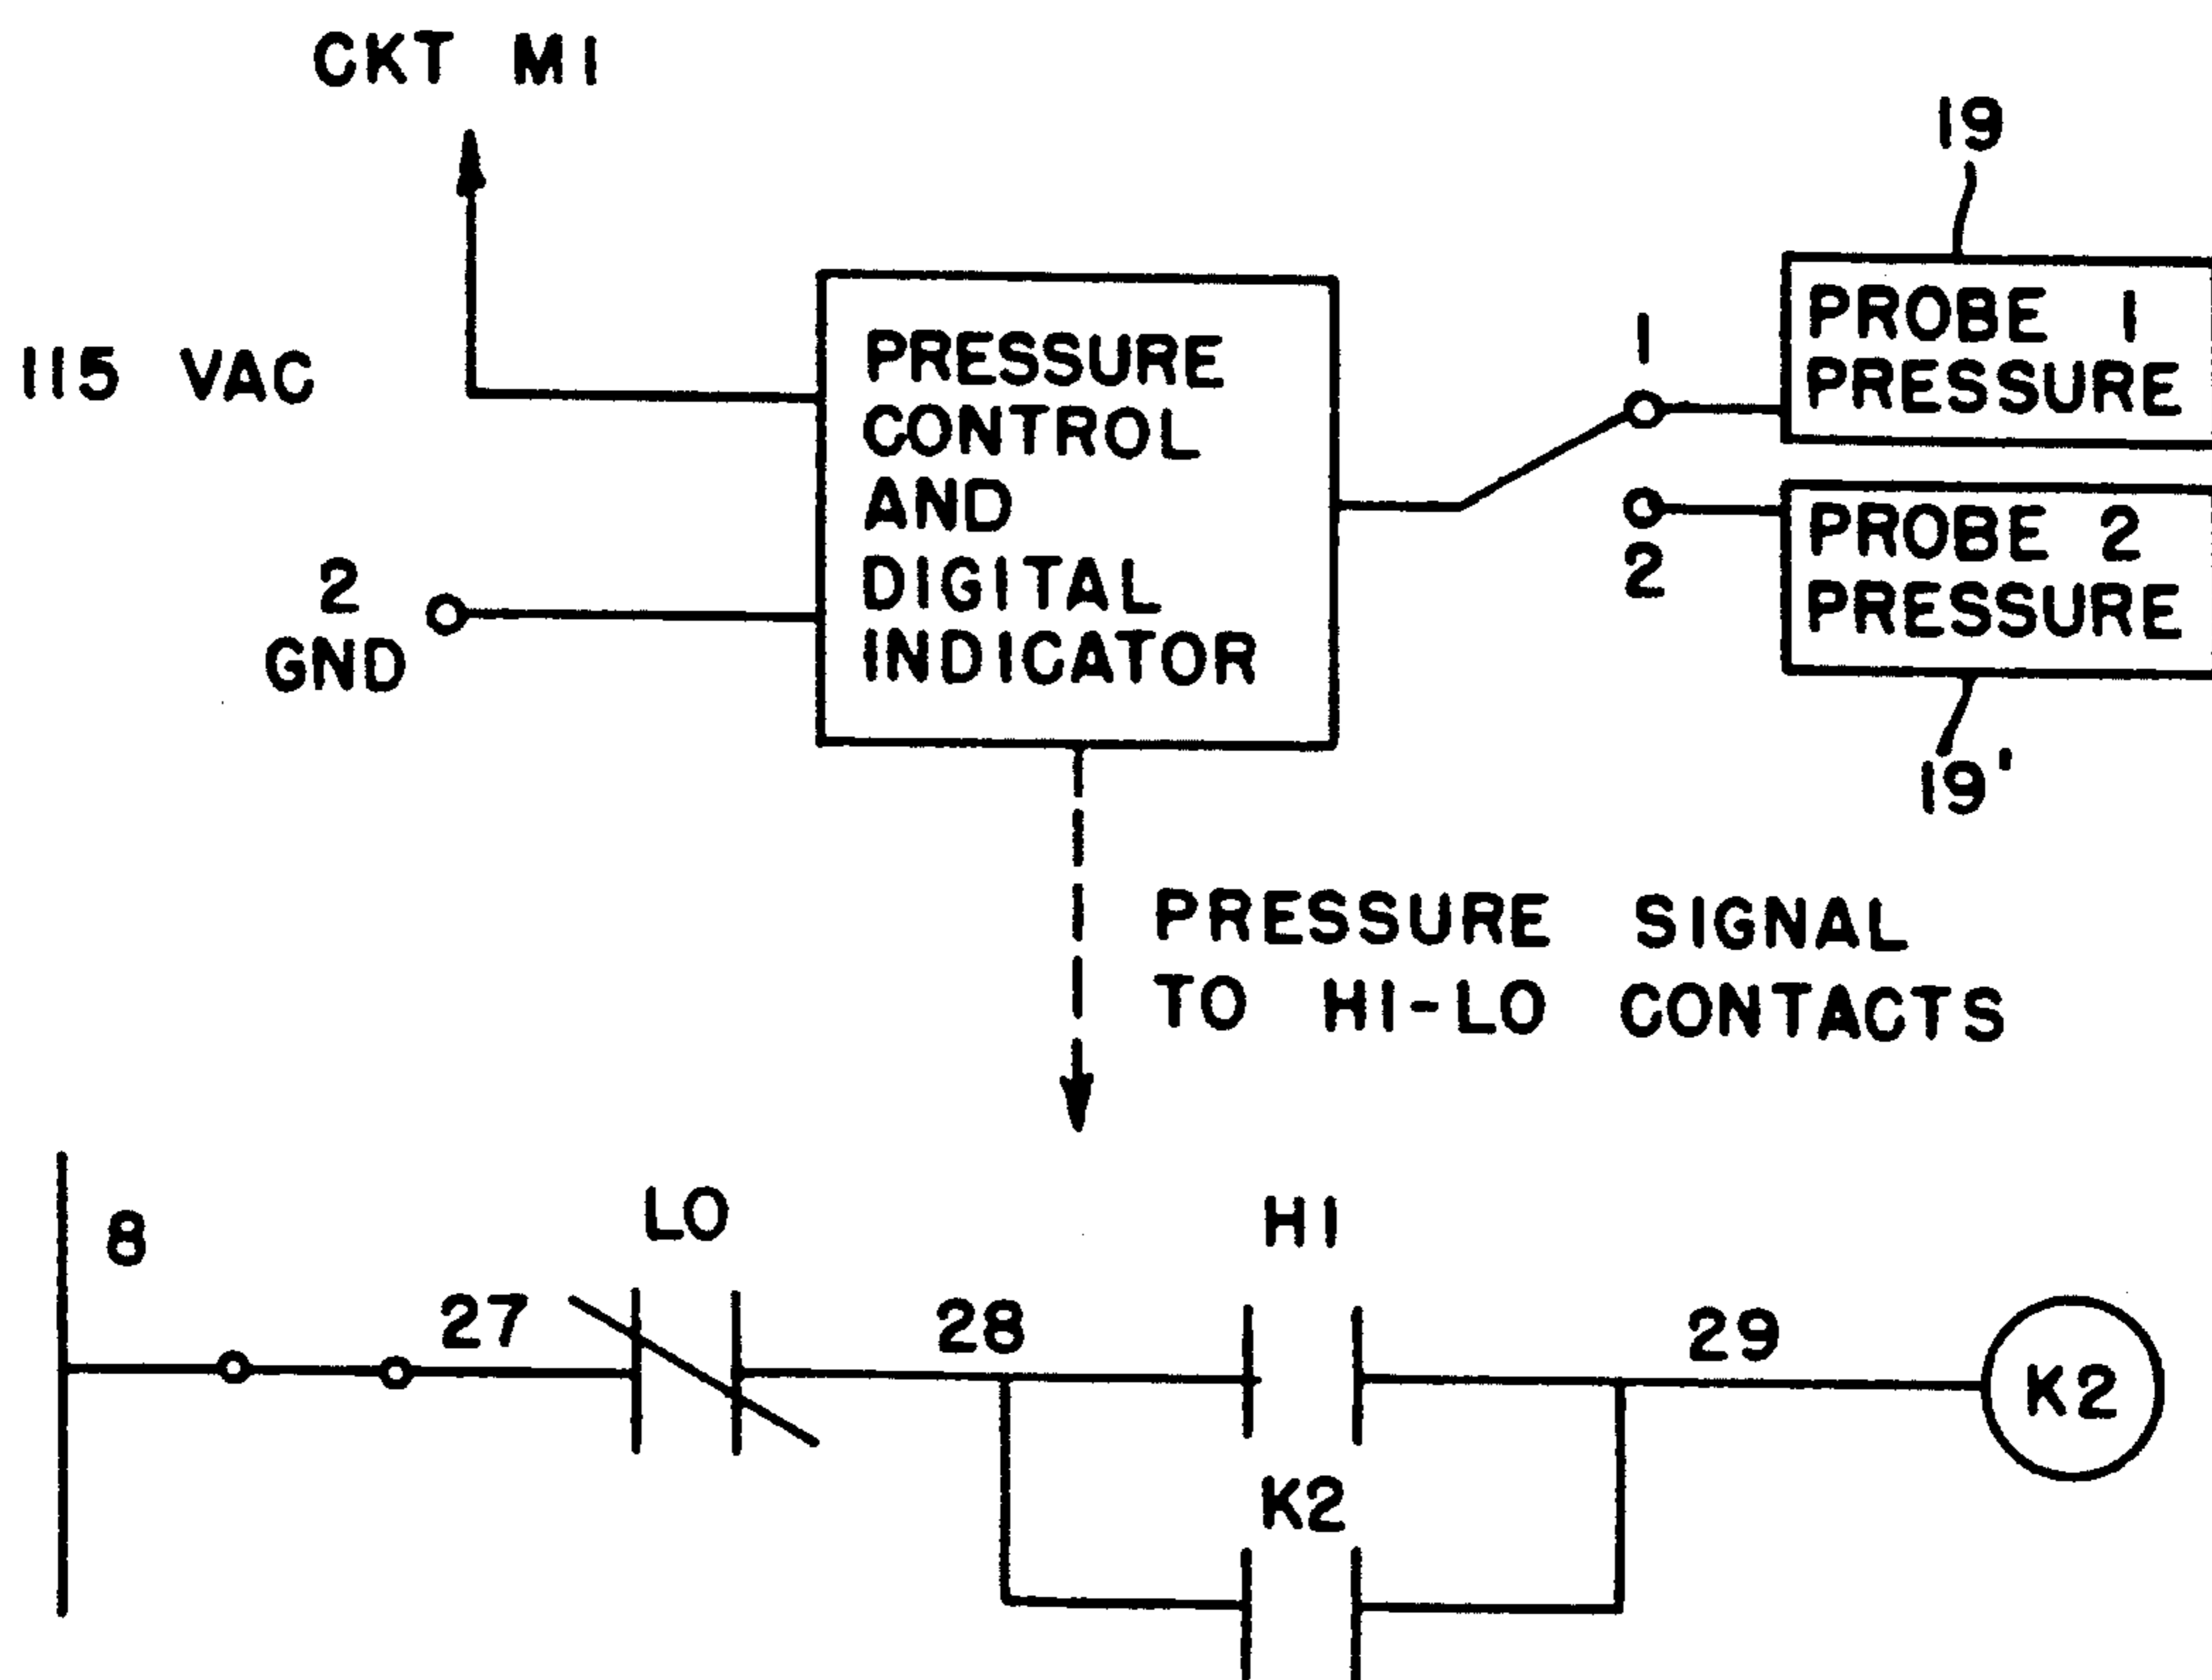 CKT M1
19
115 VAC
PRESSURE
CONTROL
AND
DIGITAL
INDICATOR
1
PROBE 1
PRESSURE
2
PROBE 2
PRESSURE
2
GND
19'
PRESSURE SIGNAL
TO HI-LO CONTACTS
8
LO
HI
27
28
29
K2
K2